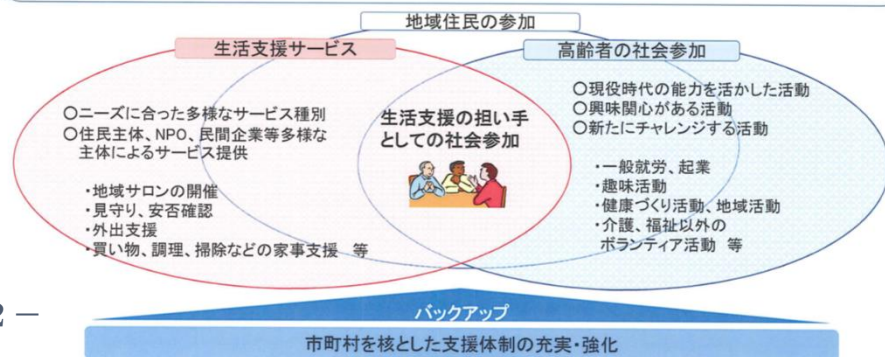 地域住民の参加
生活支援サービス
高齢者の社会参加
○ニーズに合った多様なサービス種別
○住民主体、NPO、民間企業等多様な
主体によるサービス提供
・地域サロンの開催
・見守り、安否確認
・外出支援
・買い物、調理、掃除などの家事支援 等
生活支援の担い手
としての社会参加
○現役時代の能力を活かした活動
○興味関心がある活動
○新たにチャレンジする活動
・一般就労、起業
・趣味活動
・健康づくり活動、地域活動
・介護、福祉以外の
ボランティア活動 等
2 −
バックアップ
市町村を核とした支援体制の充実・強化